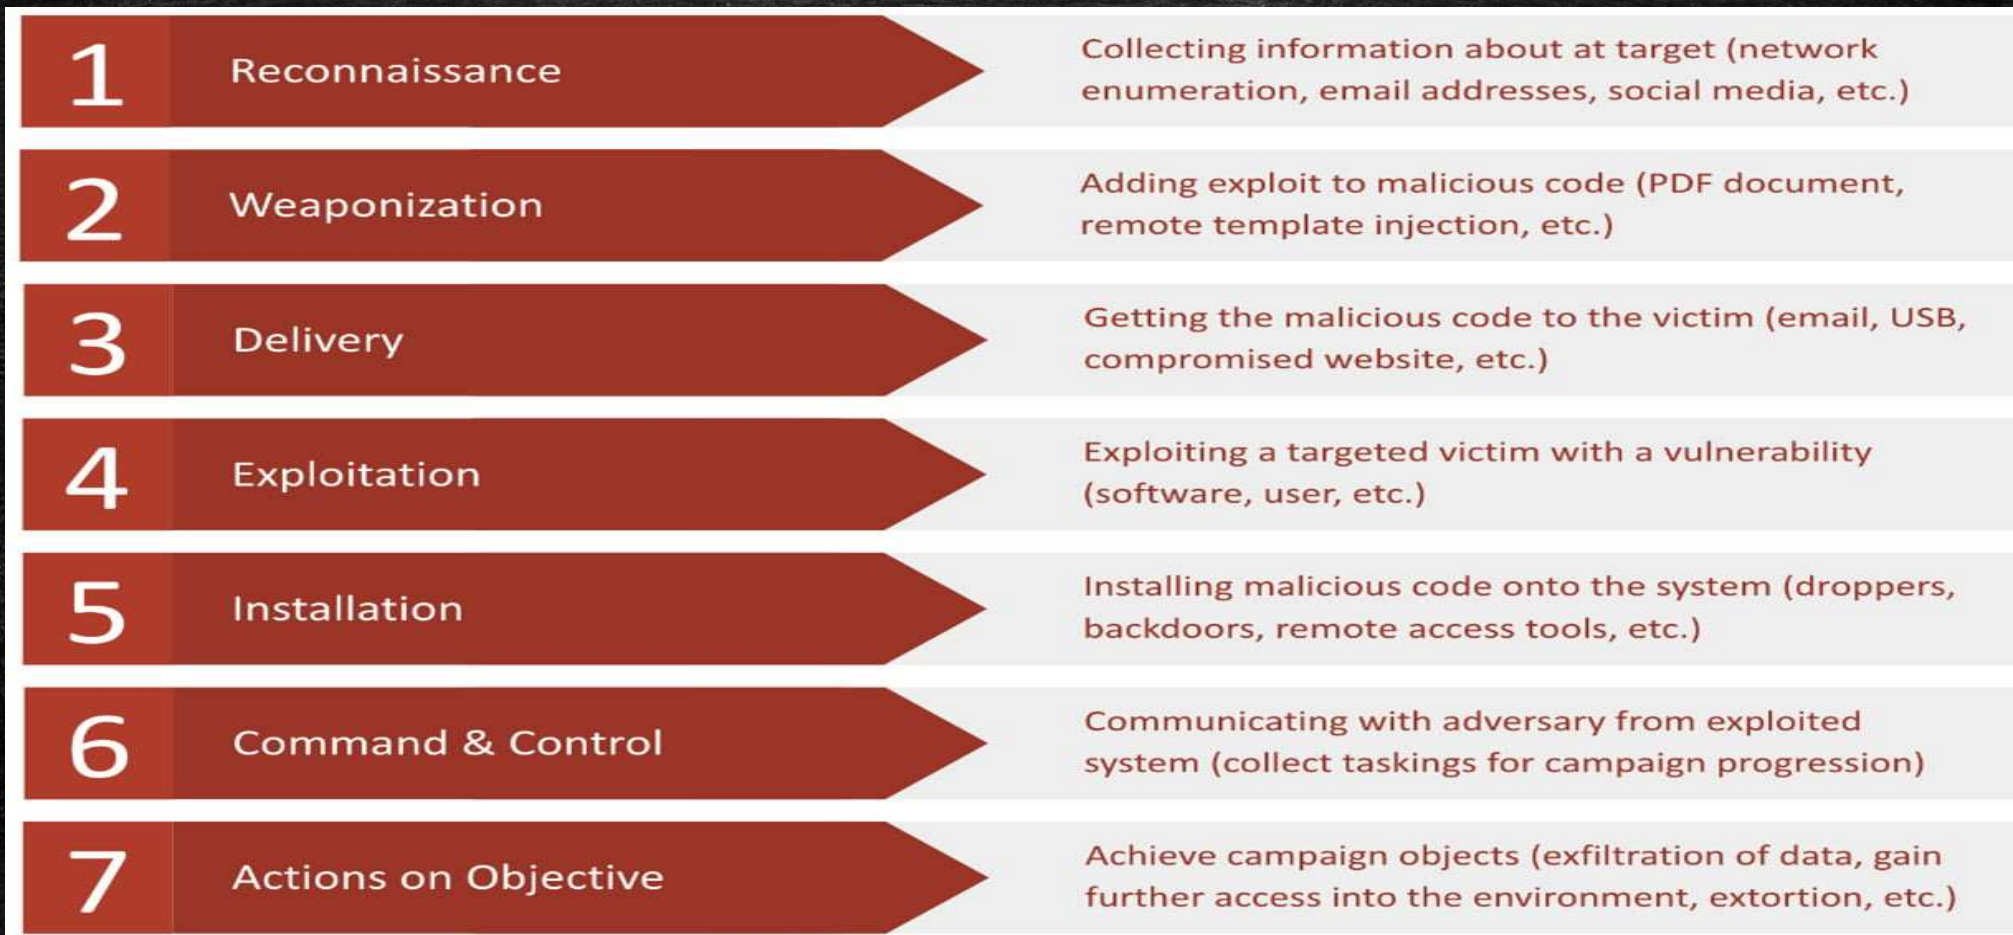 1
Reconnaissance
Collecting information about at target (network
enumeration, email addresses, social media, etc.)
2
Weaponization
Adding exploit to malicious code (PDF document,
remote template injection, etc.)
3
Delivery
Getting the malicious code to the victim (email, USB,
compromised website, etc.)
4
Exploitation
Exploiting a targeted victim with a vulnerability
(software, user, etc.)
5
Installation
Installing malicious code onto the system (droppers,
backdoors, remote access tools, etc.)
6
Command & Control
Communicating with adversary from exploited
system (collect taskings for campaign progression)
7
Actions on Objective
Achieve campaign objects (exfiltration of data, gain
further access into the environment, extortion, etc.)